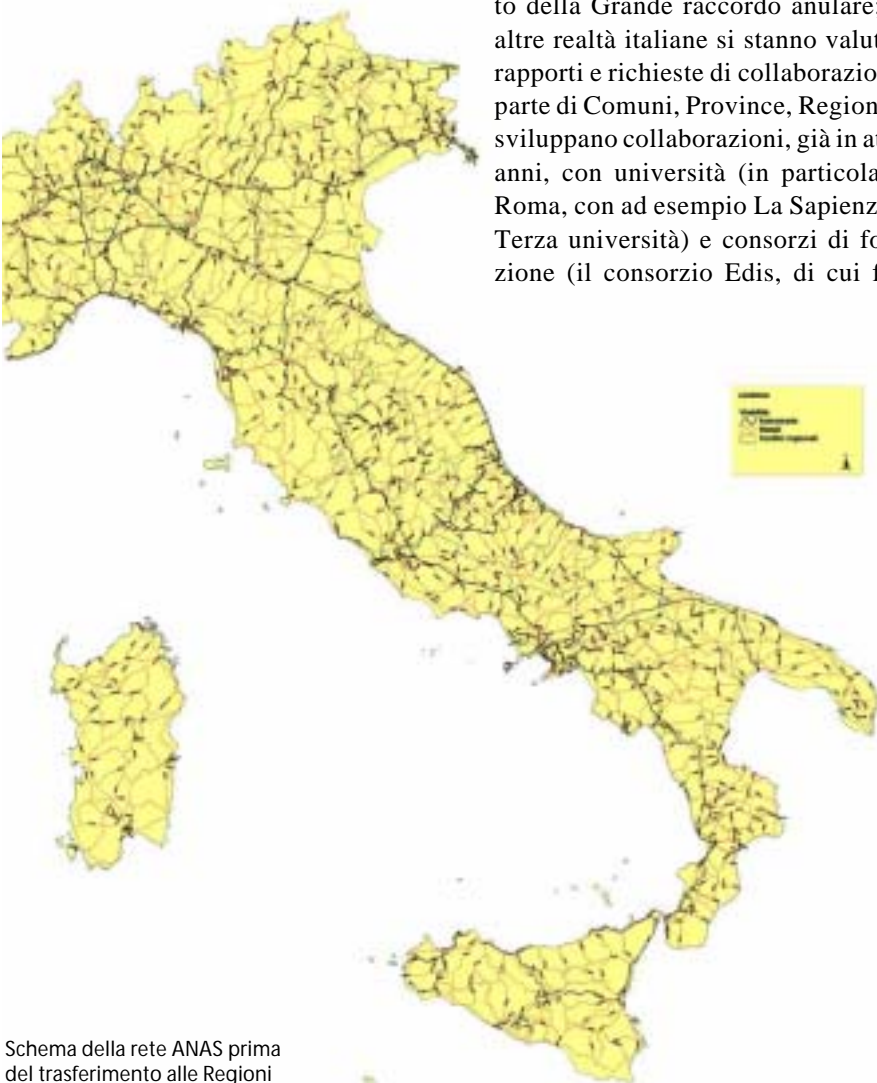 to della Grande raccordo anulare:
altre realtà italiane si stanno valut
rapporti e richieste di collaborazio
parte di Comuni, Province, Region
sviluppano collaborazioni, già in at
anni, con università (in particola
Roma, con ad esempio La Sapienz
Terza università) e consorzi di fo
zione (il consorzio Edis, di cui f
Schema della rete ANAS prima
del trasferimento alle Regioni